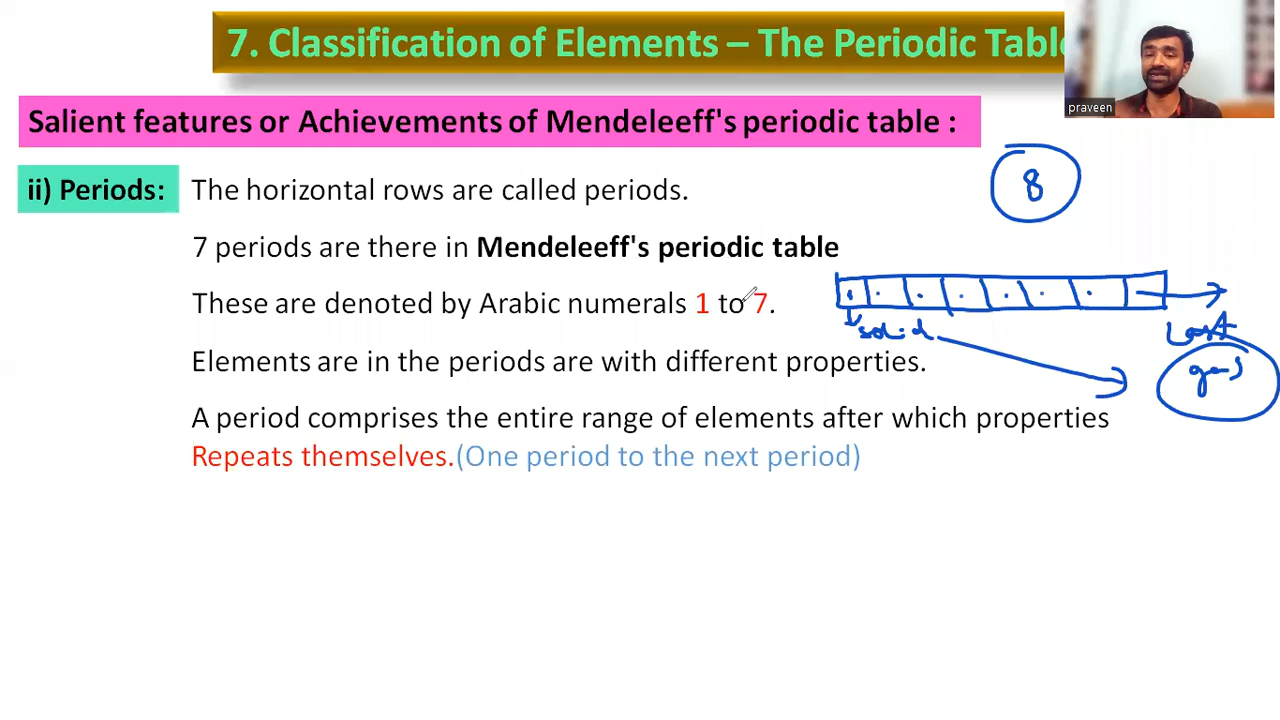 7. Classification of Elements – The Periodic Table
praveen
Salient features or Achievements of Mendeleeff's periodic table :
8
ii) Periods: The horizontal rows are called periods.
7 periods are there in Mendeleeff's periodic table
These are denoted by Arabic numerals 1 to 7.
solid
Last
gas
Elements are in the periods are with different properties.
A period comprises the entire range of elements after which properties
Repeats themselves.(One period to the next period)